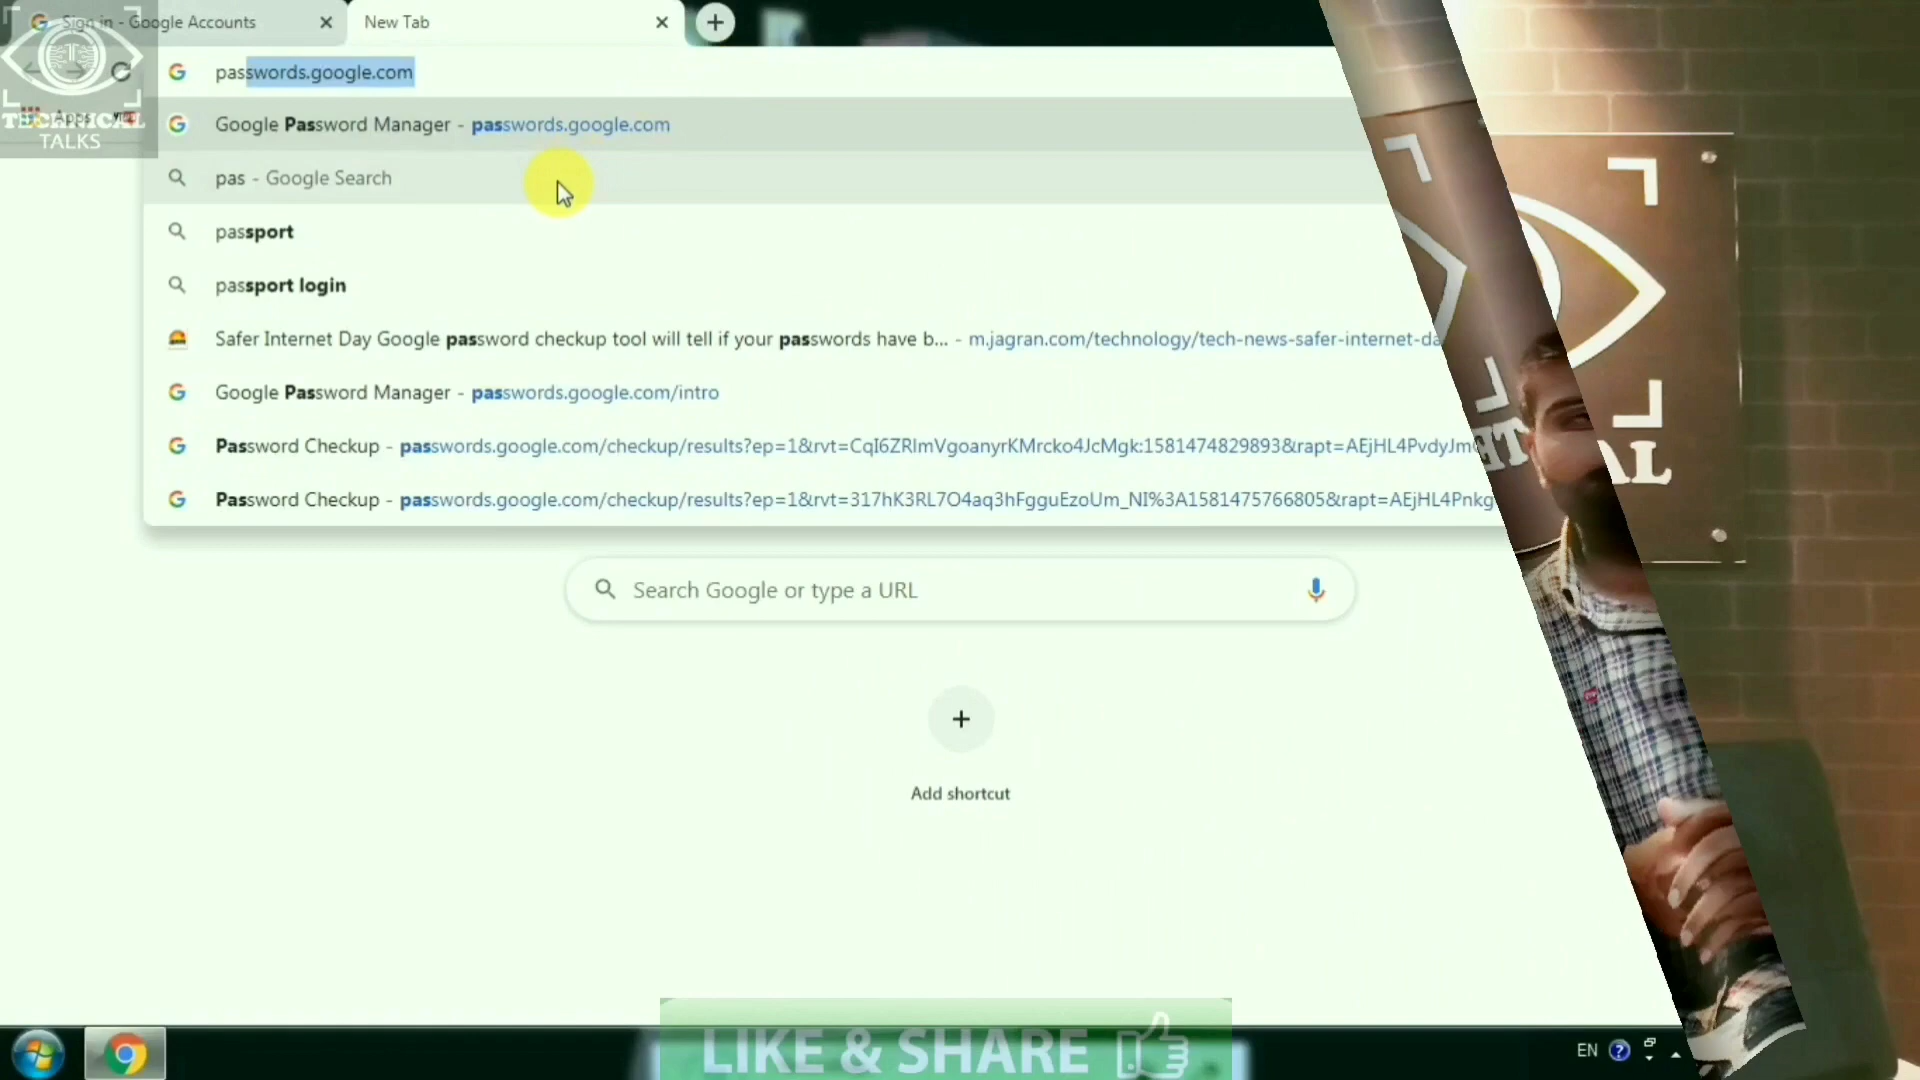 Sign in - Google Accounts
New Tab
passwords.google.com
Apps
TECHNICAL
TALKS
Google Password Manager - passwords.google.com
pas - Google Search
passport
passport login
Safer Internet Day Google password checkup tool will tell if your passwords have b... - m.jagran.com/technology/tech-news-safer-internet-da
Google Password Manager - passwords.google.com/intro
Password Checkup - passwords.google.com/checkup/results?ep=1&rvt=CqI6ZRlmVgoanyrKMrcko4JcMgk:1581474829893&rapt=AEjHL4PvdyJm
Password Checkup - passwords.google.com/checkup/results?ep=1&rvt=317hK3RL7O4aq3hFgguEzoUm_NI%3A1581475766805&rapt=AEjHL4Pnkg
Search Google or type a URL
Add shortcut
LIKE & SHARE
EN